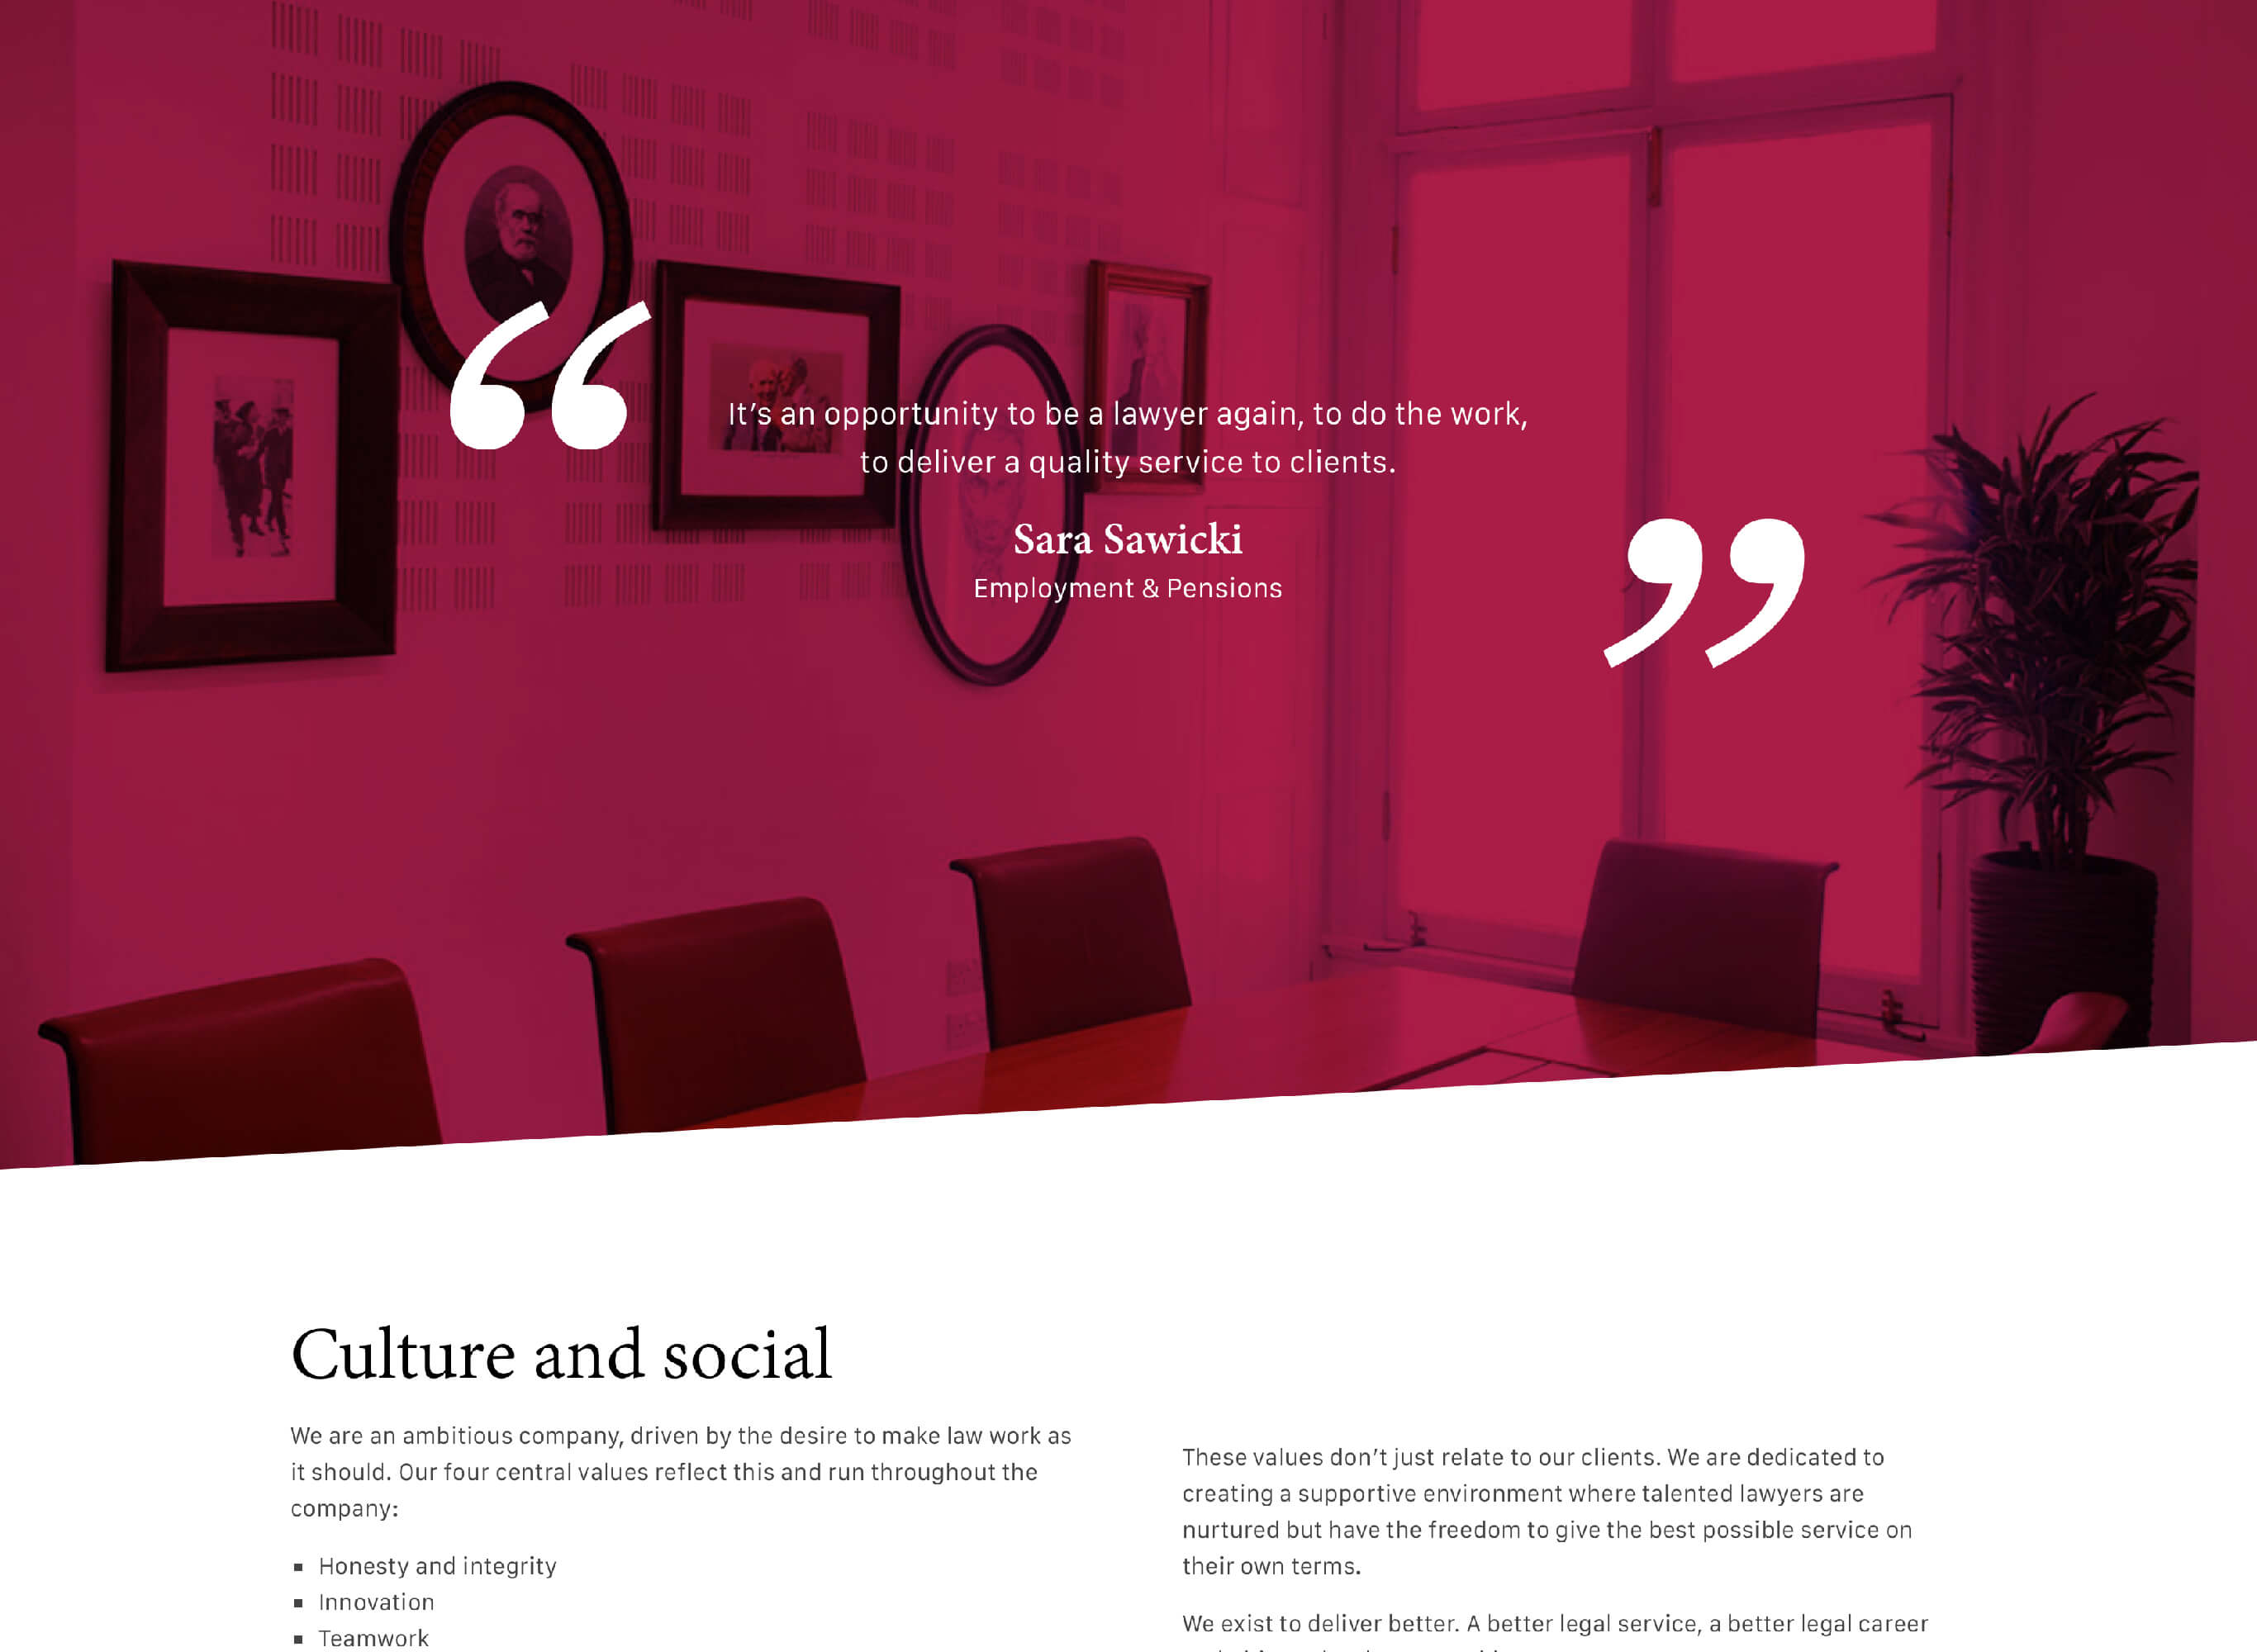 “
It’s an opportunity to be a lawyer again, to do the work,
to deliver a quality service to clients.
”
Sara Sawicki
Employment & Pensions
Culture and social
We are an ambitious company, driven by the desire to make law work as
it should. Our four central values reflect this and run throughout the
company:
▪ Honesty and integrity
▪ Innovation
▪ Teamwork
These values don’t just relate to our clients. We are dedicated to
creating a supportive environment where talented lawyers are
nurtured but have the freedom to give the best possible service on
their own terms.
We exist to deliver better. A better legal service, a better legal career